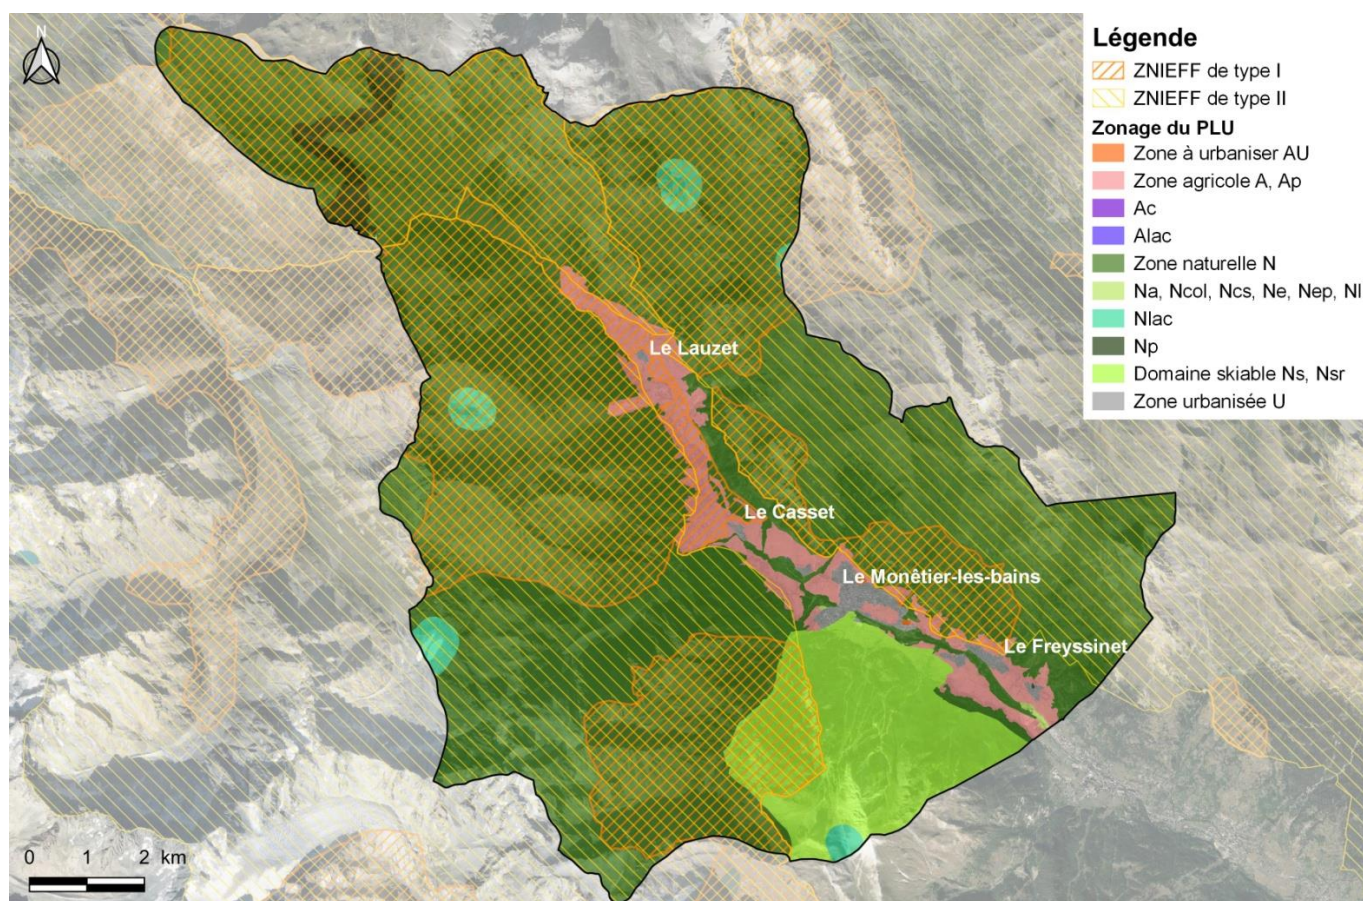 N
Légende
ZNIEFF de type I
ZNIEFF de type II
Zonage du PLU
Zone à urbaniser AU
Zone agricole A, Ap
Ac
Alac
Zone naturelle N
Na, Ncol, Ncs, Ne, Nep, Nl
Nlac
Np
Domaine skiable Ns, Nsr
Zone urbanisée U
Le Lauzet
Le Casset
Le Monêtier-les-bains
Le Freyssinet
0 1 2 km